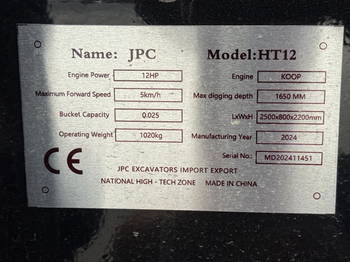 Name: JPC Model:HT12
Engine Power 12HP Engine KOOP
Maximum Forward Speed 5km/h Max digging depth 1650 MM
Bucket Capacity 0.025 LxWxH 2500x800x2200mm
Operating Weight 1020kg Manufacturing Year 2024
Serial No.: MD202411451
CE
JPC EXCAVATORS IMPORT EXPORT
NATIONAL HIGH - TECH ZONE MADE IN CHINA